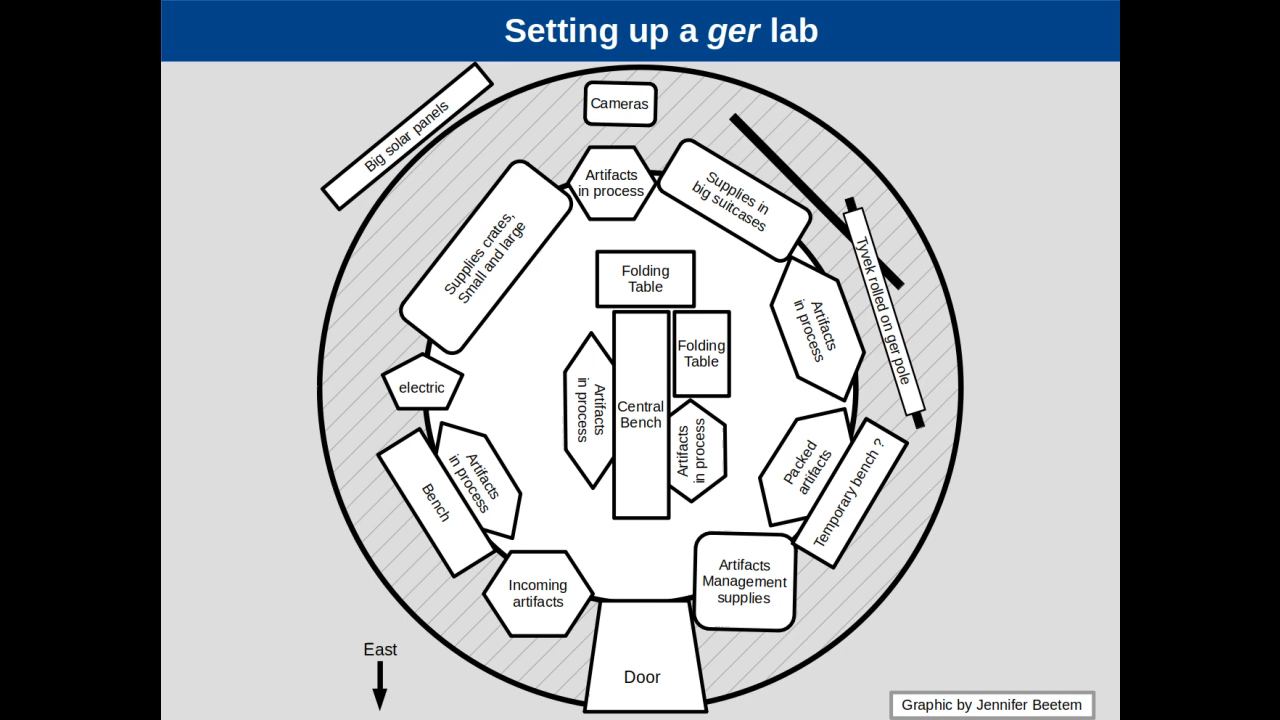 Setting up a ger lab
Big solar panels
Cameras
Artifacts
in process
Supplies in
big suitcases
Supplies crates,
Small and large
Folding
Table
Tyvek rolled on ger pole
Artifacts
in process
Folding
Table
electric
Artifacts
in process
Central
Bench
Artifacts
in process
Packed
artifacts
Temporary bench ?
Artifacts
in process
Bench
Incoming
artifacts
Artifacts
Management
supplies
East
Door
Graphic by Jennifer Beetem